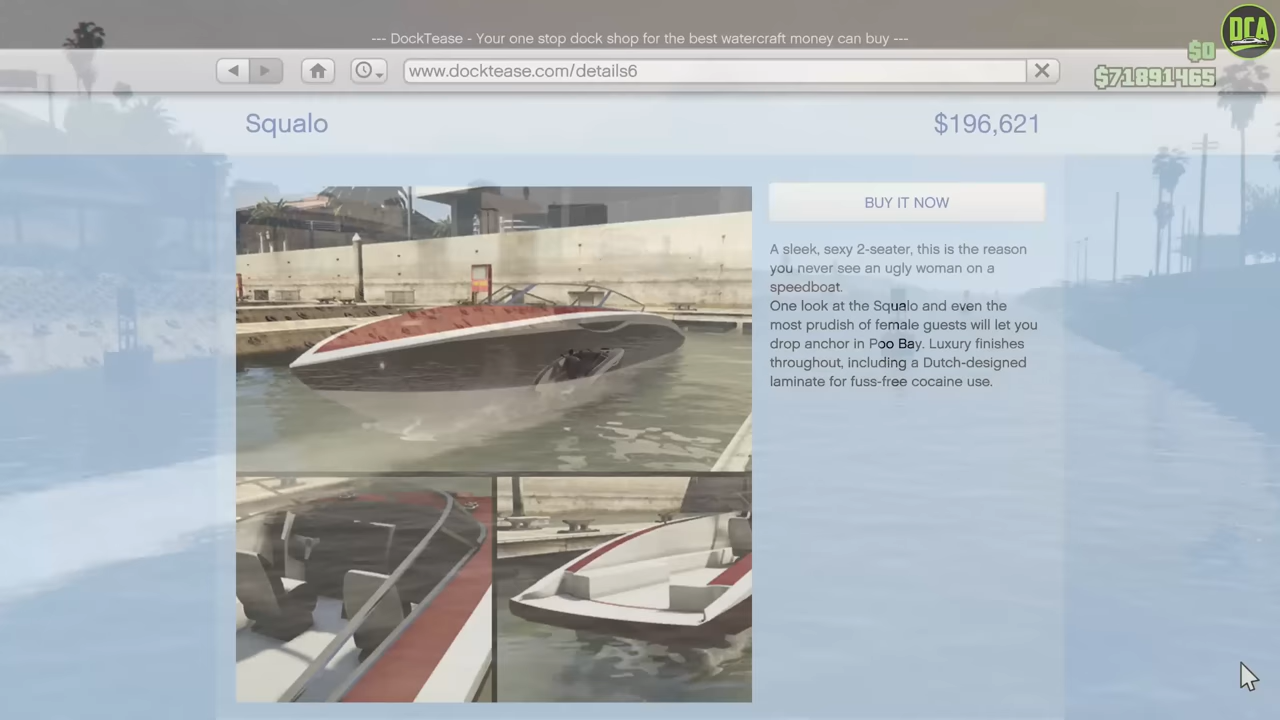 --- DockTease - Your one stop dock shop for the best watercraft money can buy ---
DCA
$0
www.docktease.com/details6
$71891465
Squalo
$196,621
BUY IT NOW
A sleek, sexy 2-seater, this is the reason
you never see an ugly woman on a
speedboat.
One look at the Squalo and even the
most prudish of female guests will let you
drop anchor in Poo Bay. Luxury finishes
throughout, including a Dutch-designed
laminate for fuss-free cocaine use.